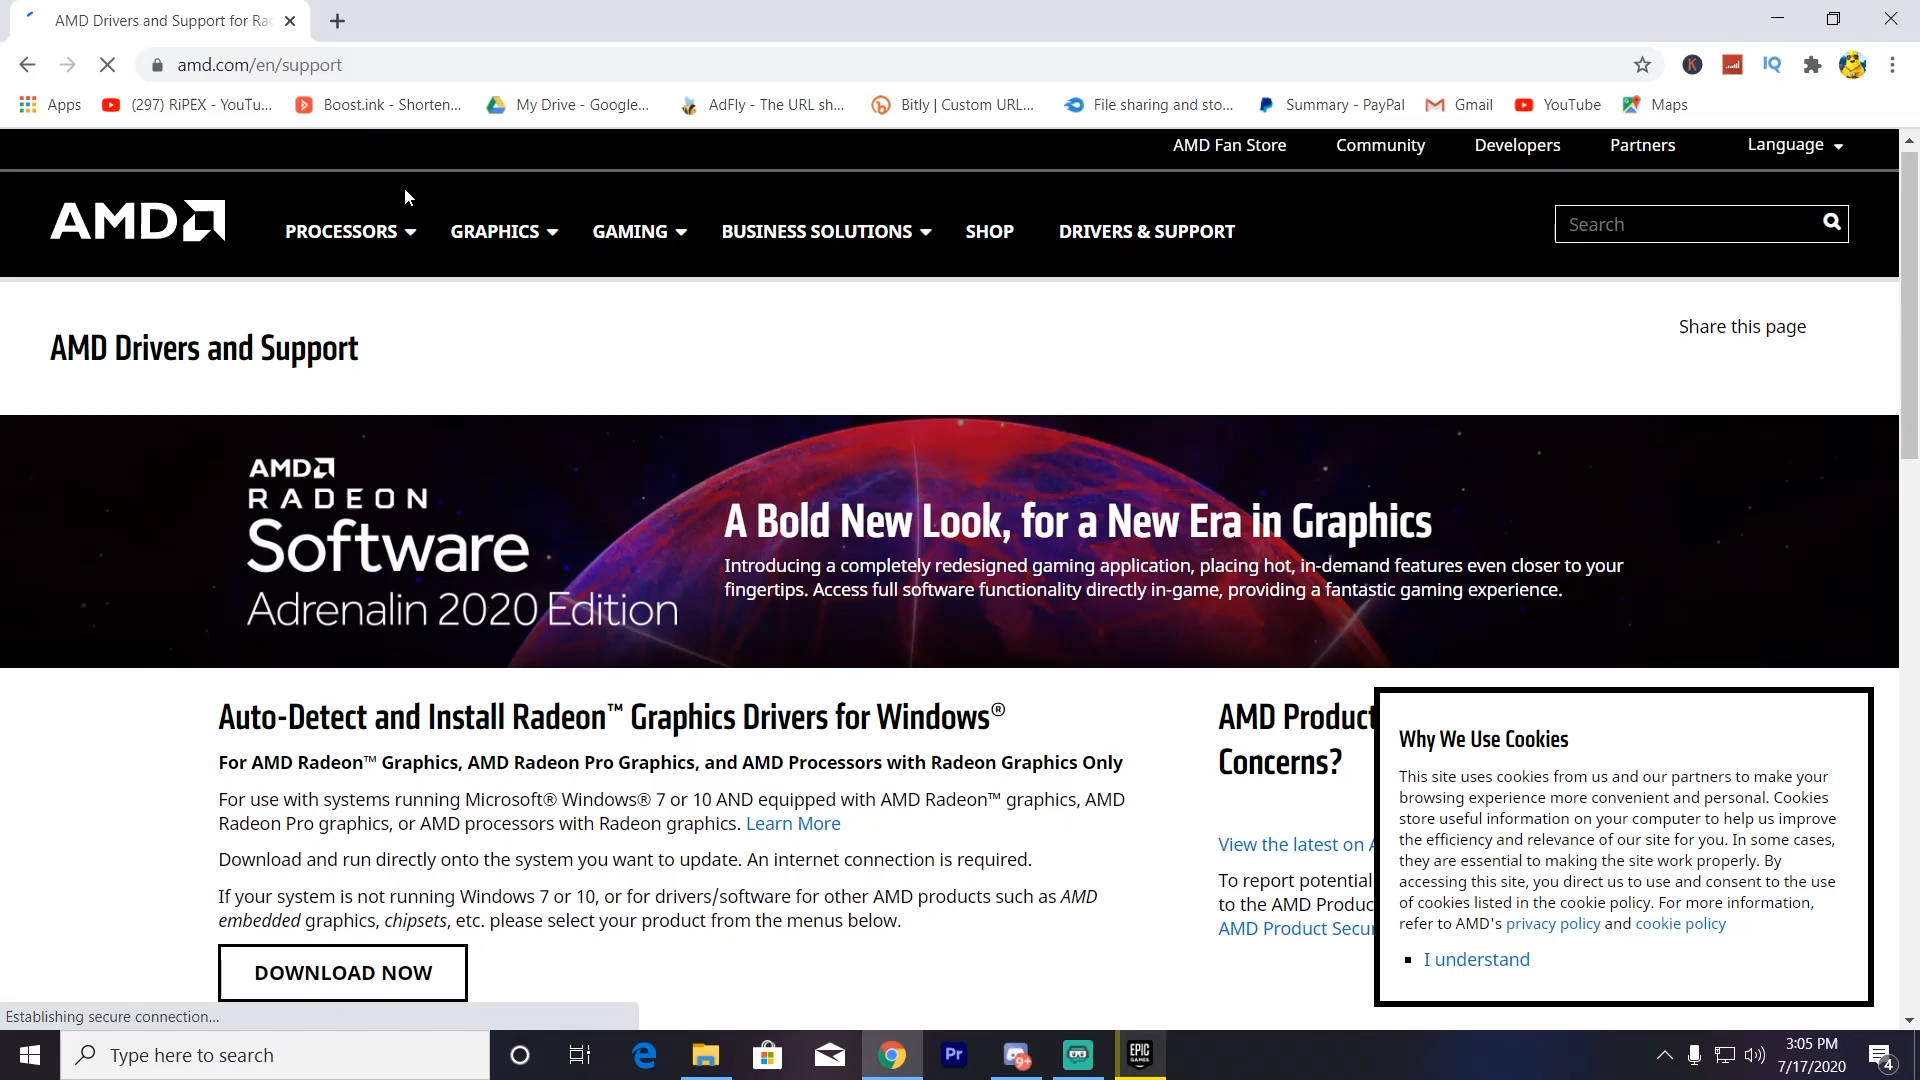 AMD Drivers and Support for Rac
amd.com/en/support
K
IQ
Apps
(297) RiPEX - YouTu...
Boost.ink - Shorten...
My Drive - Google...
AdFly - The URL sh...
Bitly | Custom URL...
File sharing and sto...
Summary - PayPal
Gmail
YouTube
Maps
AMD Fan Store
Community
Developers
Partners
Language
AMD
PROCESSORS
GRAPHICS
GAMING
BUSINESS SOLUTIONS
SHOP
DRIVERS & SUPPORT
Search
AMD Drivers and Support
Share this page
AMD
RADEON
Software
Adrenalin 2020 Edition
A Bold New Look, for a New Era in Graphics
Introducing a completely redesigned gaming application, placing hot, in-demand features even closer to your
fingertips. Access full software functionality directly in-game, providing a fantastic gaming experience.
Auto-Detect and Install Radeon™ Graphics Drivers for Windows®
For AMD Radeon™ Graphics, AMD Radeon Pro Graphics, and AMD Processors with Radeon Graphics Only
For use with systems running Microsoft® Windows® 7 or 10 AND equipped with AMD Radeon™ graphics, AMD
Radeon Pro graphics, or AMD processors with Radeon graphics. Learn More
Download and run directly onto the system you want to update. An internet connection is required.
If your system is not running Windows 7 or 10, or for drivers/software for other AMD products such as AMD
embedded graphics, chipsets, etc. please select your product from the menus below.
DOWNLOAD NOW
AMD Product
Concerns?
View the latest on A
To report potential
to the AMD Produc
AMD Product Secur
Why We Use Cookies
This site uses cookies from us and our partners to make your
browsing experience more convenient and personal. Cookies
store useful information on your computer to help us improve
the efficiency and relevance of our site for you. In some cases,
they are essential to making the site work properly. By
accessing this site, you direct us to use and consent to the use
of cookies listed in the cookie policy. For more information,
refer to AMD's privacy policy and cookie policy
I understand
Establishing secure connection...
Type here to search
Pr
9+
EPIC
GAMES
3:05 PM
7/17/2020
4